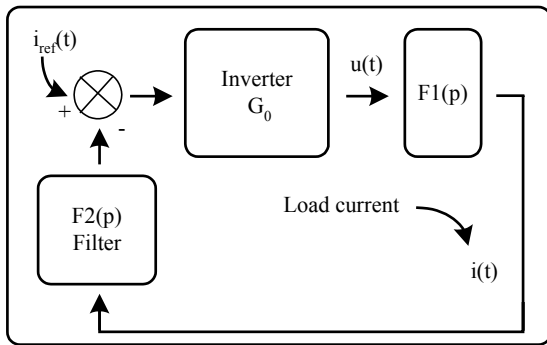 i_ref(t)
+
-
Inverter
G_0
u(t)
F1(p)
F2(p)
Filter
Load current
i(t)